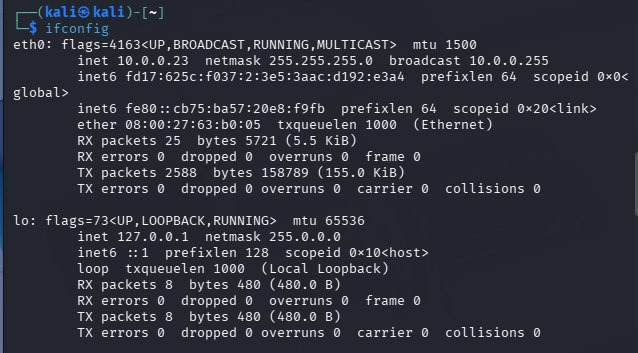 ┌──(kali㉿kali)-[~]
└─$ ifconfig
eth0: flags=4163<UP,BROADCAST,RUNNING,MULTICAST>  mtu 1500
        inet 10.0.0.23  netmask 255.255.255.0  broadcast 10.0.0.255
        inet6 fd17:625c:f037:2:3e5:3aac:d192:e3a4  prefixlen 64  scopeid 0×0<
global>
        inet6 fe80::cb75:ba57:20e8:f9fb  prefixlen 64  scopeid 0×20<link>
        ether 08:00:27:63:b0:05  txqueuelen 1000  (Ethernet)
        RX packets 25  bytes 5721 (5.5 KiB)
        RX errors 0  dropped 0  overruns 0  frame 0
        TX packets 2588  bytes 158789 (155.0 KiB)
        TX errors 0  dropped 0 overruns 0  carrier 0  collisions 0

lo: flags=73<UP,LOOPBACK,RUNNING>  mtu 65536
        inet 127.0.0.1  netmask 255.0.0.0
        inet6 ::1  prefixlen 128  scopeid 0×10<host>
        loop  txqueuelen 1000  (Local Loopback)
        RX packets 8  bytes 480 (480.0 B)
        RX errors 0  dropped 0  overruns 0  frame 0
        TX packets 8  bytes 480 (480.0 B)
        TX errors 0  dropped 0 overruns 0  carrier 0  collisions 0